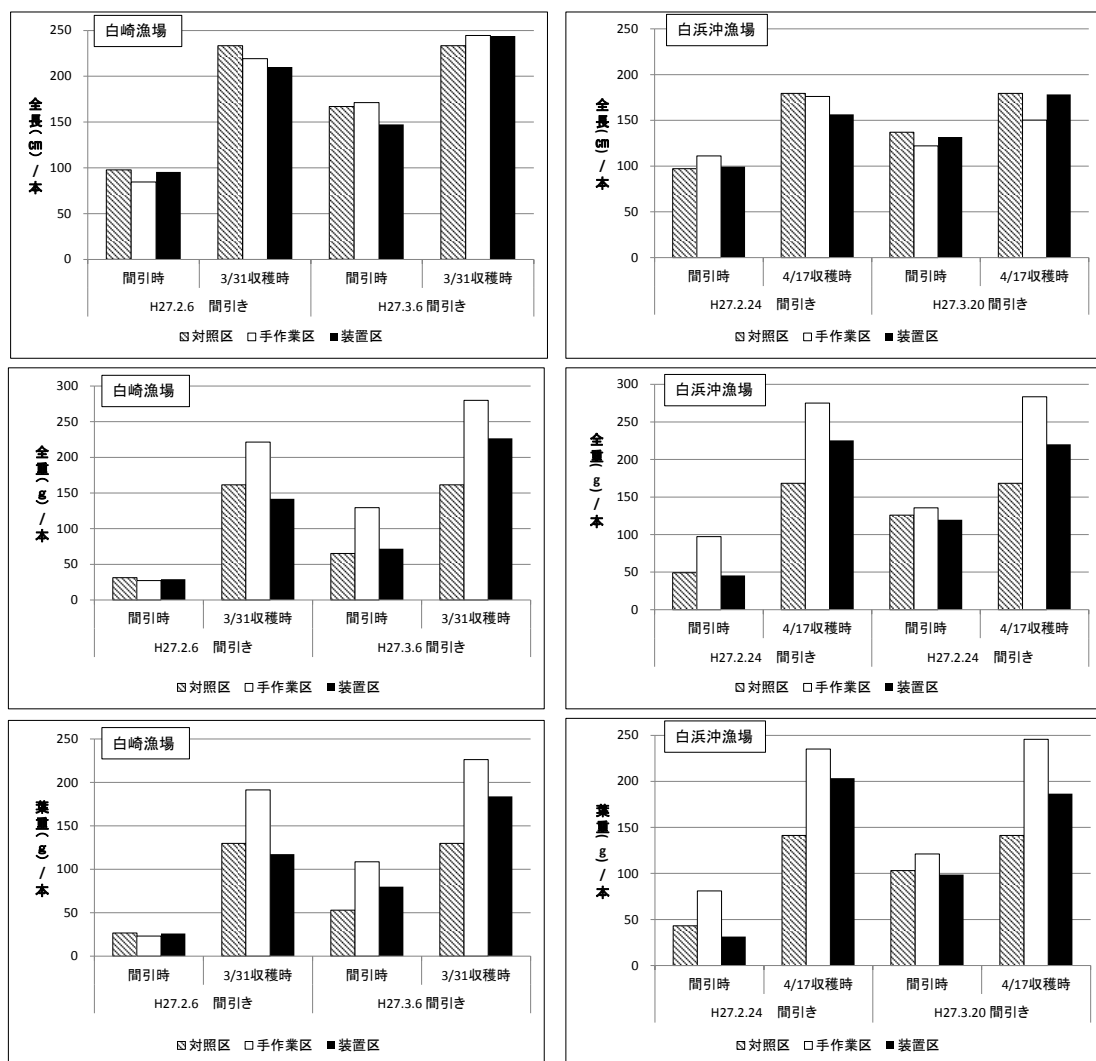 白崎漁場
全長(㎝)/本
250
200
150
100
50
0
間引時 3/31収穫時 間引時 3/31収穫時
H27.2.6 間引き H27.3.6 間引き
対照区 手作業区 装置区
白浜沖漁場
全長(㎝)/本
250
200
150
100
50
0
間引時 4/17収穫時 間引時 4/17収穫時
H27.2.24 間引き H27.3.20 間引き
対照区 手作業区 装置区
白崎漁場
全重(g)/本
300
250
200
150
100
50
0
間引時 3/31収穫時 間引時 3/31収穫時
H27.2.6 間引き H27.3.6 間引き
対照区 手作業区 装置区
白浜沖漁場
全重(g)/本
300
250
200
150
100
50
0
間引時 4/17収穫時 間引時 4/17収穫時
H27.2.24 間引き H27.2.24 間引き
対照区 手作業区 装置区
白崎漁場
葉重(g)/本
250
200
150
100
50
0
間引時 3/31収穫時 間引時 3/31収穫時
H27.2.6 間引き H27.3.6 間引き
対照区 手作業区 装置区
白浜沖漁場
葉重(g)/本
250
200
150
100
50
0
間引時 4/17収穫時 間引時 4/17収穫時
H27.2.24 間引き H27.3.20 間引き
対照区 手作業区 装置区